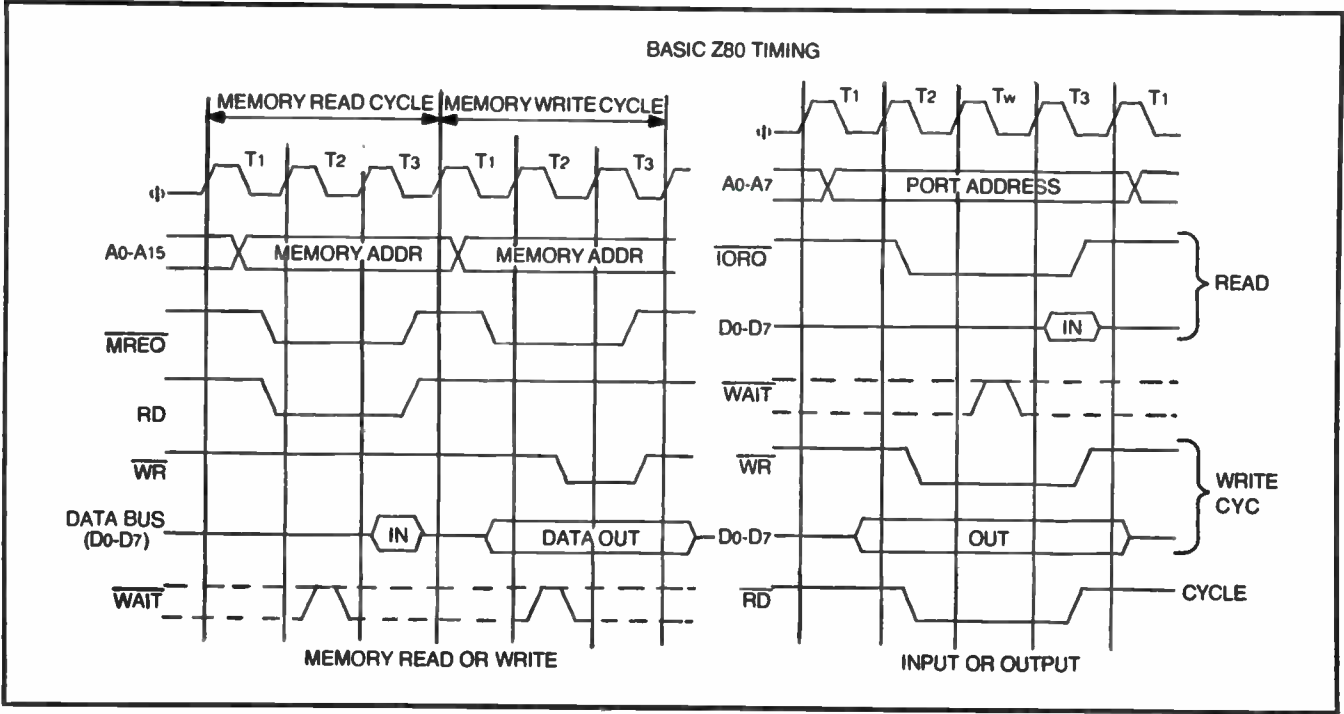 BASIC Z80 TIMING
MEMORY READ CYCLE MEMORY WRITE CYCLE
T1 T2 T3 T1 T2 T3
Φ
A0-A15 MEMORY ADDR MEMORY ADDR
MREQ
RD
WR
DATA BUS
(D0-D7) IN DATA OUT
WAIT
MEMORY READ OR WRITE
T1 T2 Tw T3 T1
Φ
A0-A7 PORT ADDRESS
IORQ
READ
D0-D7 IN
WAIT
WR
WRITE
CYC
D0-D7 OUT
RD CYCLE
INPUT OR OUTPUT